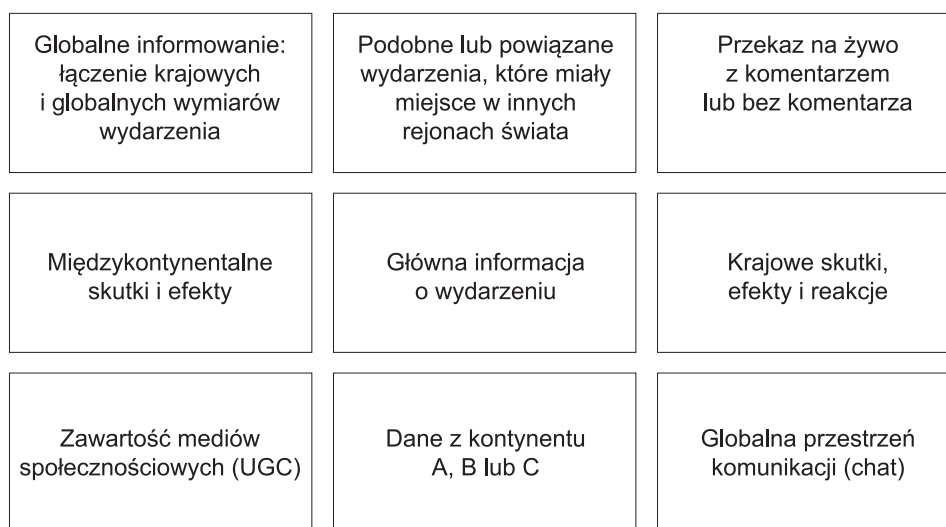 Globalne informowanie:
łączenie krajowych
i globalnych wymiarów
wydarzenia
Podobne lub powiązane
wydarzenia, które miały
miejsce w innych
rejonach świata
Przekaz na żywo
z komentarzem
lub bez komentarza
Międzykontynentalne
skutki i efekty
Główna informacja
o wydarzeniu
Krajowe skutki,
efekty i reakcje
Zawartość mediów
społecznościowych (UGC)
Dane z kontynentu
A, B lub C
Globalna przestrzeń
komunikacji (chat)